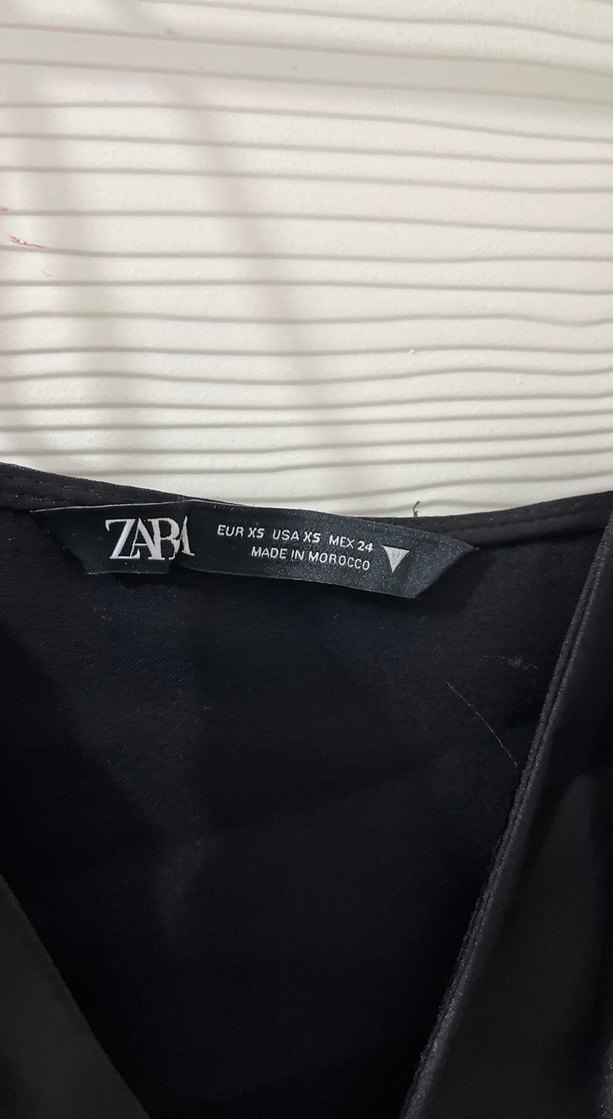 ZARA
EUR XS USA XS MEX 24
MADE IN MOROCCO